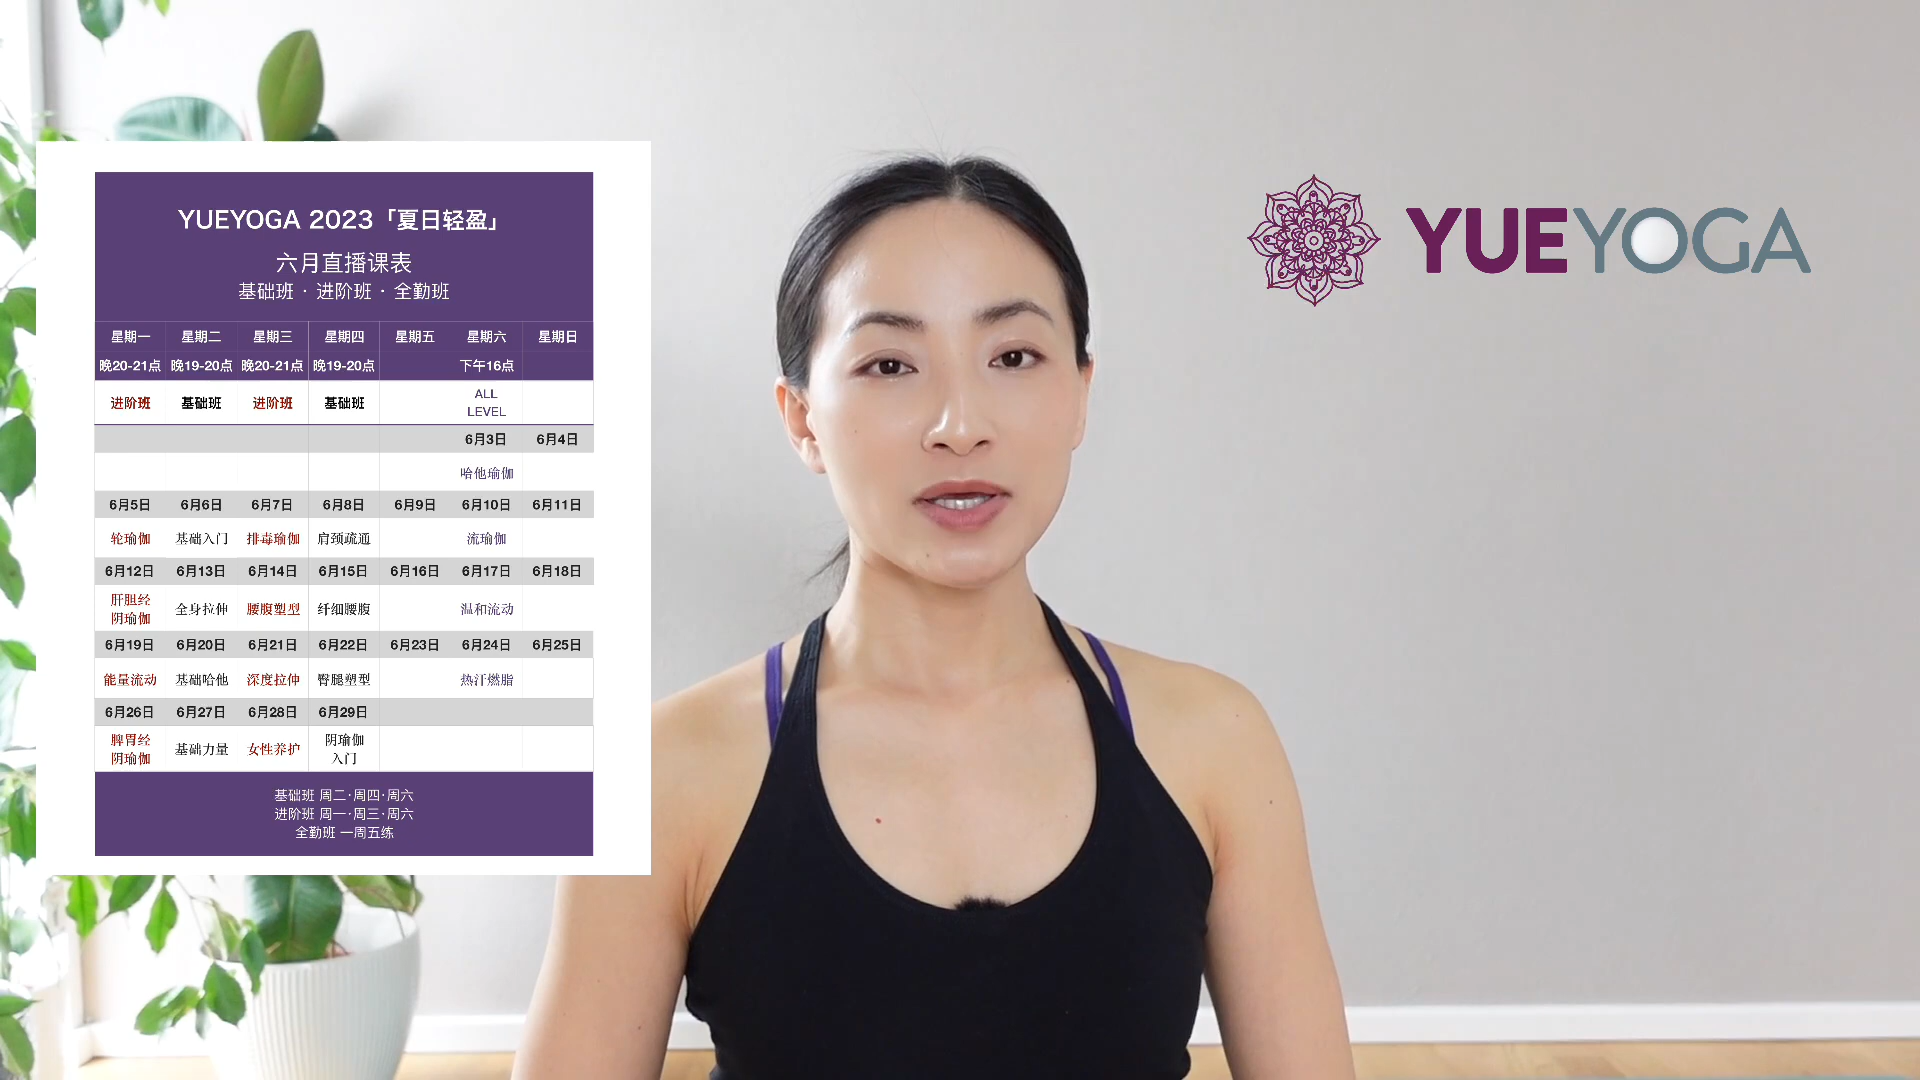 YUEYOGA 2023「夏日轻盈」
六月直播课表
基础班 · 进阶班 · 全勤班
星期一 星期二 星期三 星期四 星期五 星期六 星期日
晚20-21点 晚19-20点 晚20-21点 晚19-20点 下午16点
进阶班 基础班 进阶班 基础班 ALL LEVEL
6月3日 6月4日
哈他瑜伽
6月5日 6月6日 6月7日 6月8日 6月9日 6月10日 6月11日
轮瑜伽 基础入门 排毒瑜伽 肩颈疏通 流瑜伽
6月12日 6月13日 6月14日 6月15日 6月16日 6月17日 6月18日
肝胆经阴瑜伽 全身拉伸 腰腹塑型 纤细腰腹 温和流动
6月19日 6月20日 6月21日 6月22日 6月23日 6月24日 6月25日
能量流动 基础哈他 深度拉伸 臀腿塑型 热汗燃脂
6月26日 6月27日 6月28日 6月29日
脾胃经阴瑜伽 基础力量 女性养护 阴瑜伽入门
基础班 周二·周四·周六
进阶班 周一·周三·周六
全勤班 一周五练
YUEYOGA